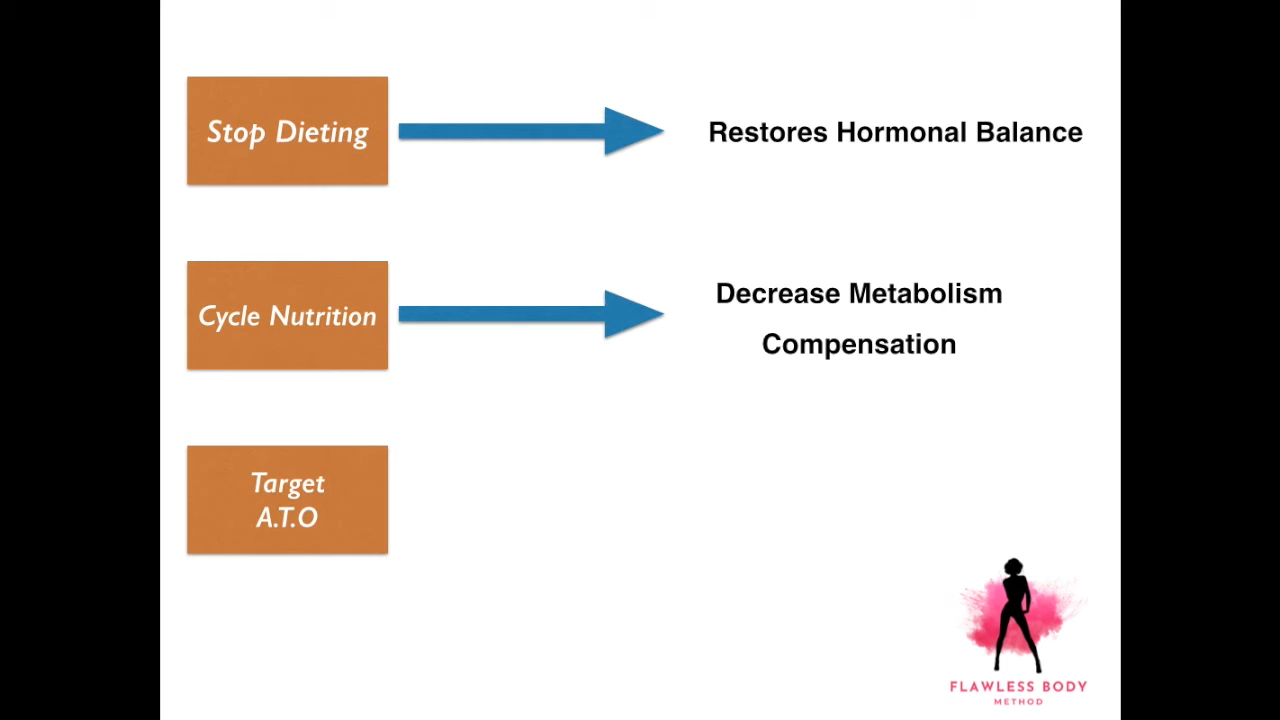 Stop Dieting
Restores Hormonal Balance
Cycle Nutrition
Decrease Metabolism
Compensation
Target
A.T.O
FLAWLESS BODY
METHOD